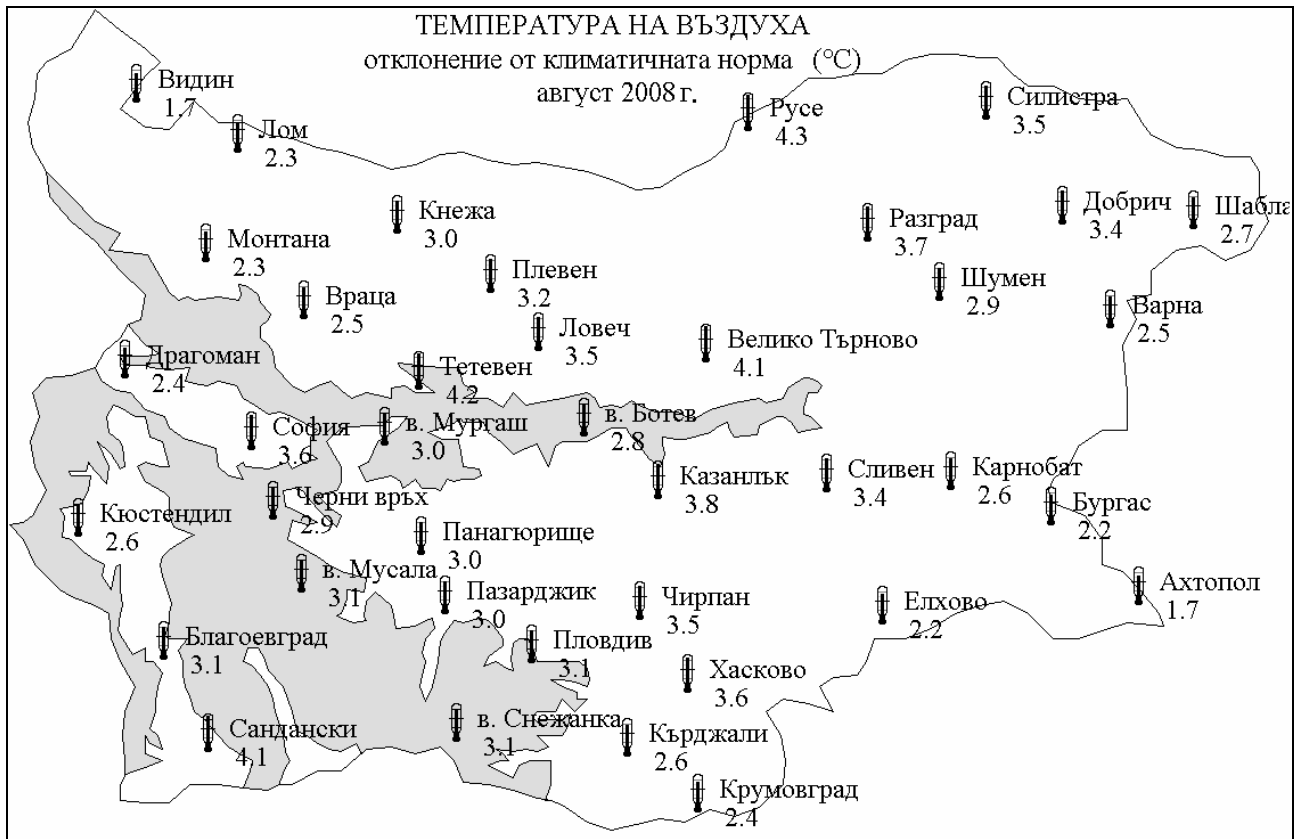 ТЕМПЕРАТУРА НА ВЪЗДУХА
отклонение от климатичната норма (°C)
август 2008 г.
Видин
1.7
Лом
2.3
Русе
4.3
Силистра
3.5
Кнежа
3.0
Монтана
2.3
Разград
3.7
Добрич
3.4
Шабла
2.7
Плевен
3.2
Враца
2.5
Шумен
2.9
Варна
2.5
Ловеч
3.5
Велико Търново
4.1
Драгоман
2.4
Тетевен
4.2
София
3.6
в. Мургаш
3.0
в. Ботев
2.8
Казанлък
3.8
Сливен
3.4
Карнобат
2.6
Бургас
2.2
Черни връх
2.9
Кюстендил
2.6
Панагюрище
3.0
в. Мусала
3.1
Пазарджик
3.0
Чирпан
3.5
Елхово
2.2
Ахтопол
1.7
Благоевград
3.1
Пловдив
3.1
Хасково
3.6
Сандански
4.1
в. Снежанка
3.1
Кърджали
2.6
Крумовград
2.4